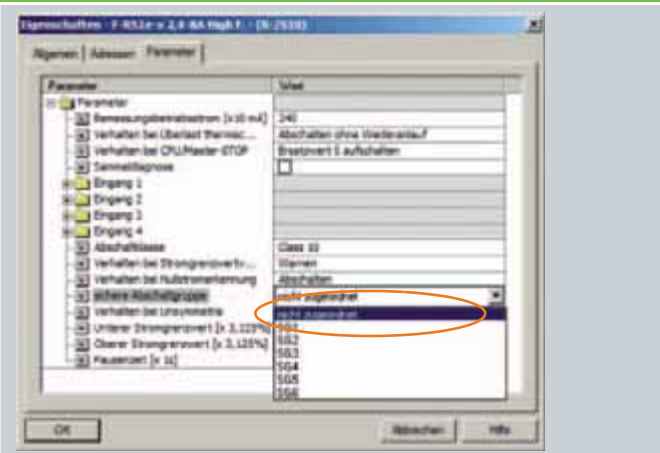 Eigenschaften - F-RS1e-x 2,4-8A High F. - (R-
Allgemein Adressen Parameter
Parameter Wert
Parameter
Bemessungsbetriebsstrom [x10 mA] 240
Verhalten bei Überlast thermisc... Abschalten ohne Wiederanlauf
Verhalten bei CPU/Master-STOP Ersatzwert 0 aufschalten
Sammeldiagnose
Eingang 1
Eingang 2
Eingang 3
Eingang 4
Abschaltklasse Class 10
Verhalten bei Stromgrenzwertv... Warnen
Verhalten bei Nullstromerkennung Abschalten
sichere Abschaltgruppe nicht zugeordnet
Verhalten bei Unsymmetrie nicht zugeordnet
SG1
Unterer Stromgrenzwert [x 3,125%] SG2
Oberer Stromgrenzwert [x 3,125%] SG3
Pausenzeit [x 1s] SG4
SG5
SG6
OK Abbrechen Hilfe